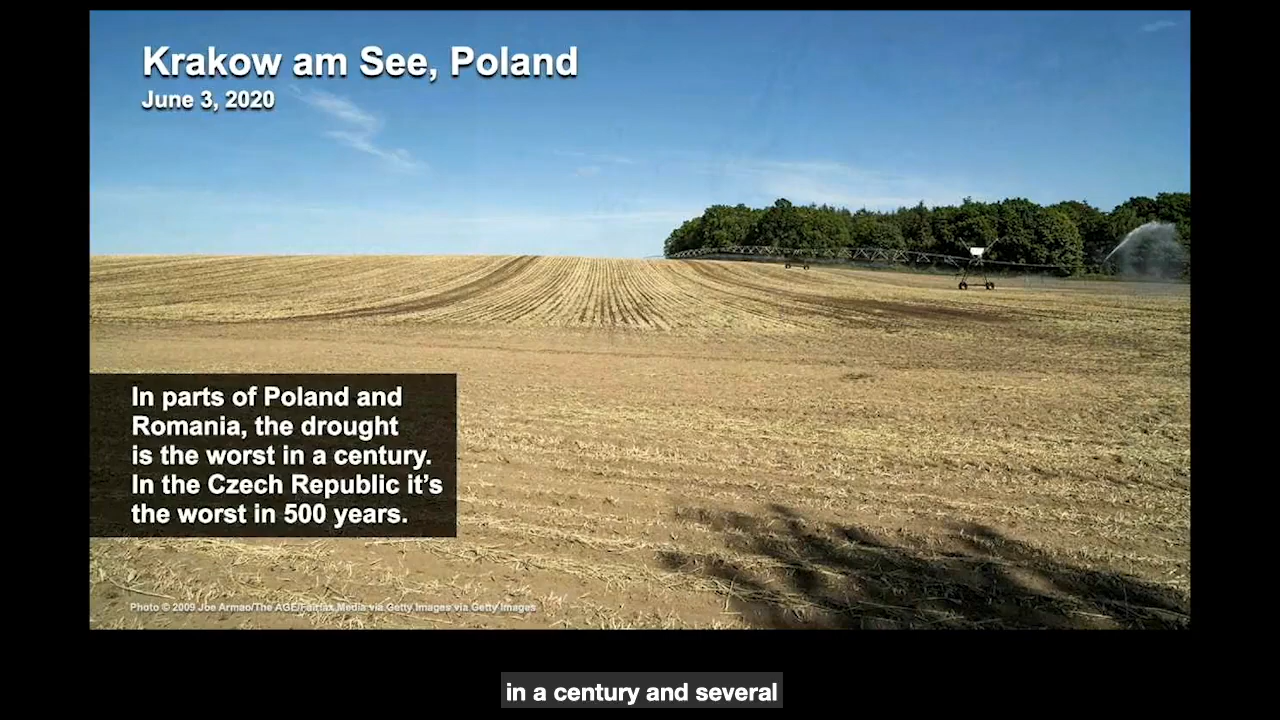 Krakow am See, Poland
June 3, 2020
In parts of Poland and
Romania, the drought
is the worst in a century.
In the Czech Republic it's
the worst in 500 years.
Photo © 2009 Joe Armao/The AGE/Fairfax Media via Getty Images via Getty Images
in a century and several